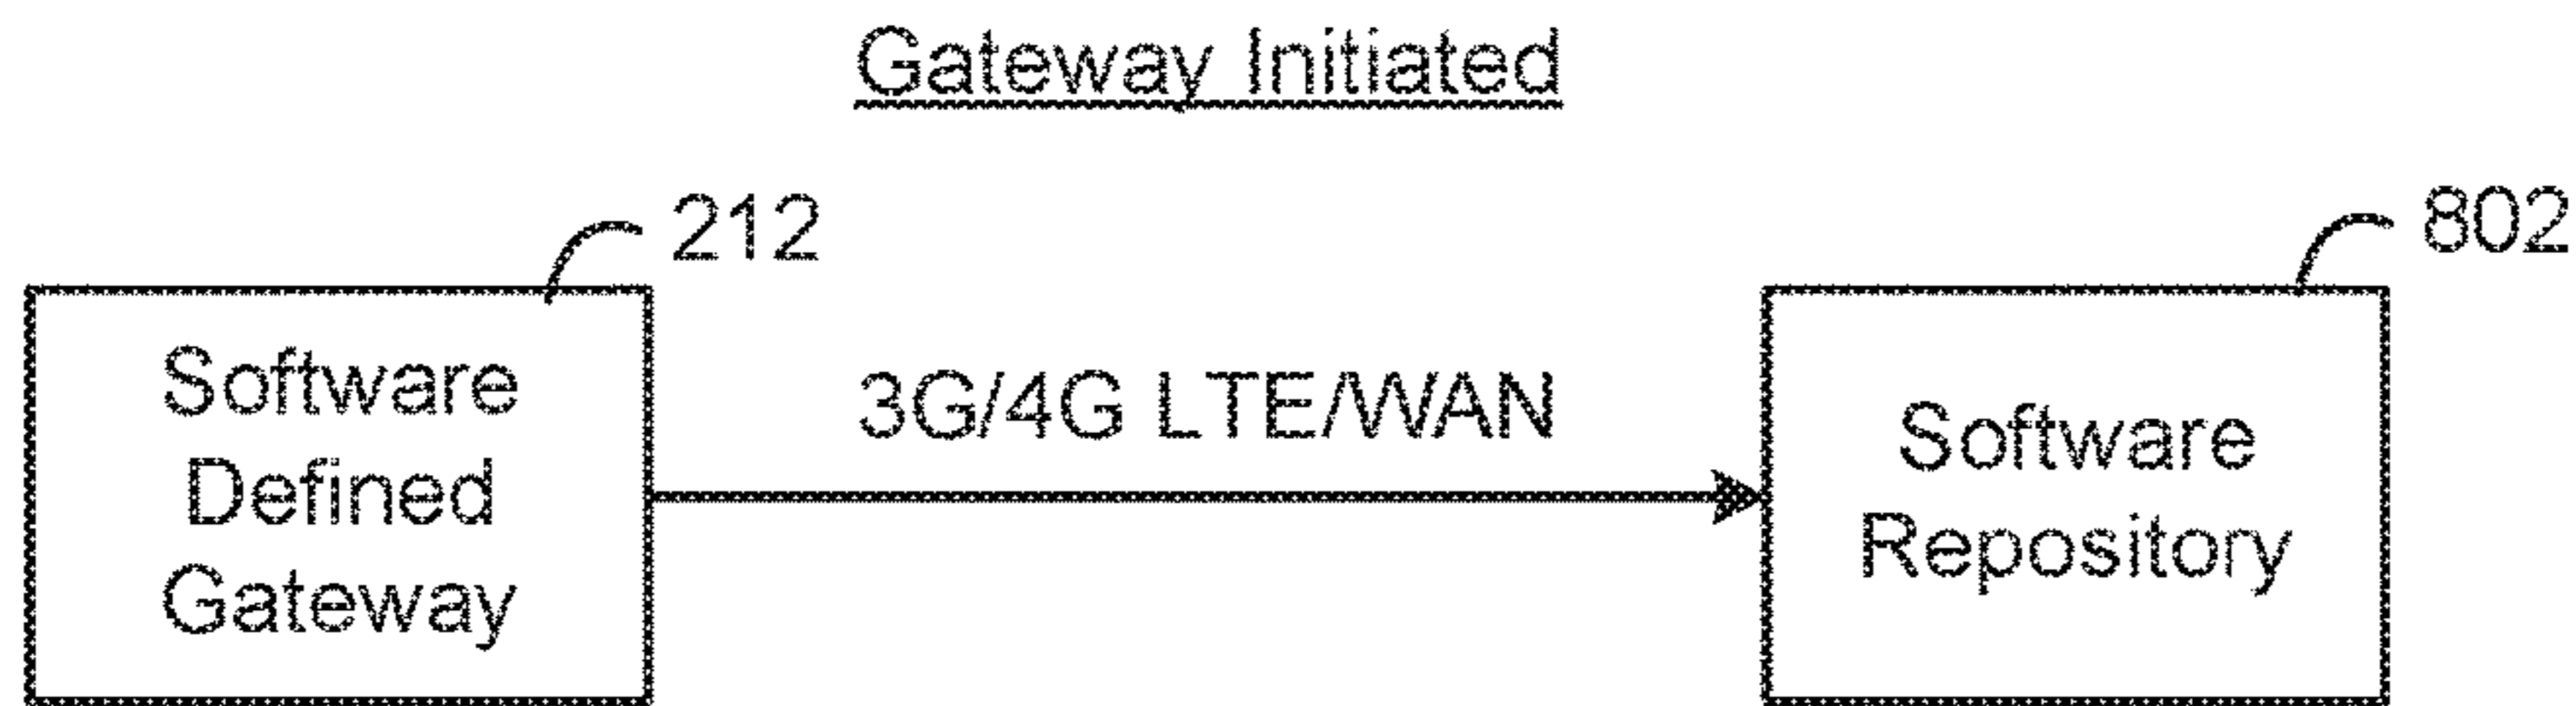 Gateway Initiated
212
802
Software
Defined
Gateway
3G/4G LTE/WAN
Software
Repository